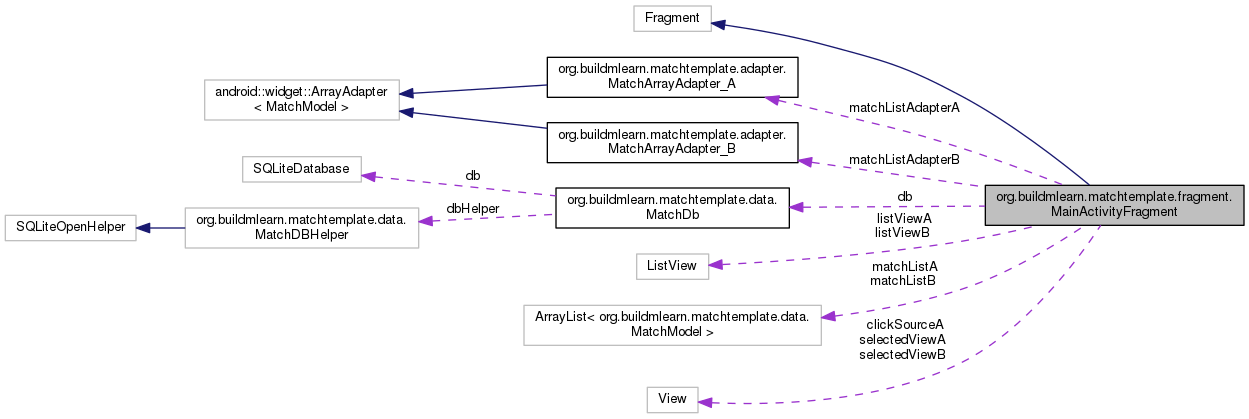 Fragment
org.buildmlearn.matchtemplate.adapter.
MatchArrayAdapter_A
android::widget::ArrayAdapter
< MatchModel >
matchListAdapterA
org.buildmlearn.matchtemplate.adapter.
MatchArrayAdapter_B
matchListAdapterB
SQLiteDatabase
db
org.buildmlearn.matchtemplate.data.
MatchDb
db
org.buildmlearn.matchtemplate.fragment.
MainActivityFragment
dbHelper
SQLiteOpenHelper
org.buildmlearn.matchtemplate.data.
MatchDBHelper
listViewA
listViewB
ListView
matchListA
matchListB
ArrayList< org.buildmlearn.matchtemplate.data.
MatchModel >
clickSourceA
selectedViewA
selectedViewB
View